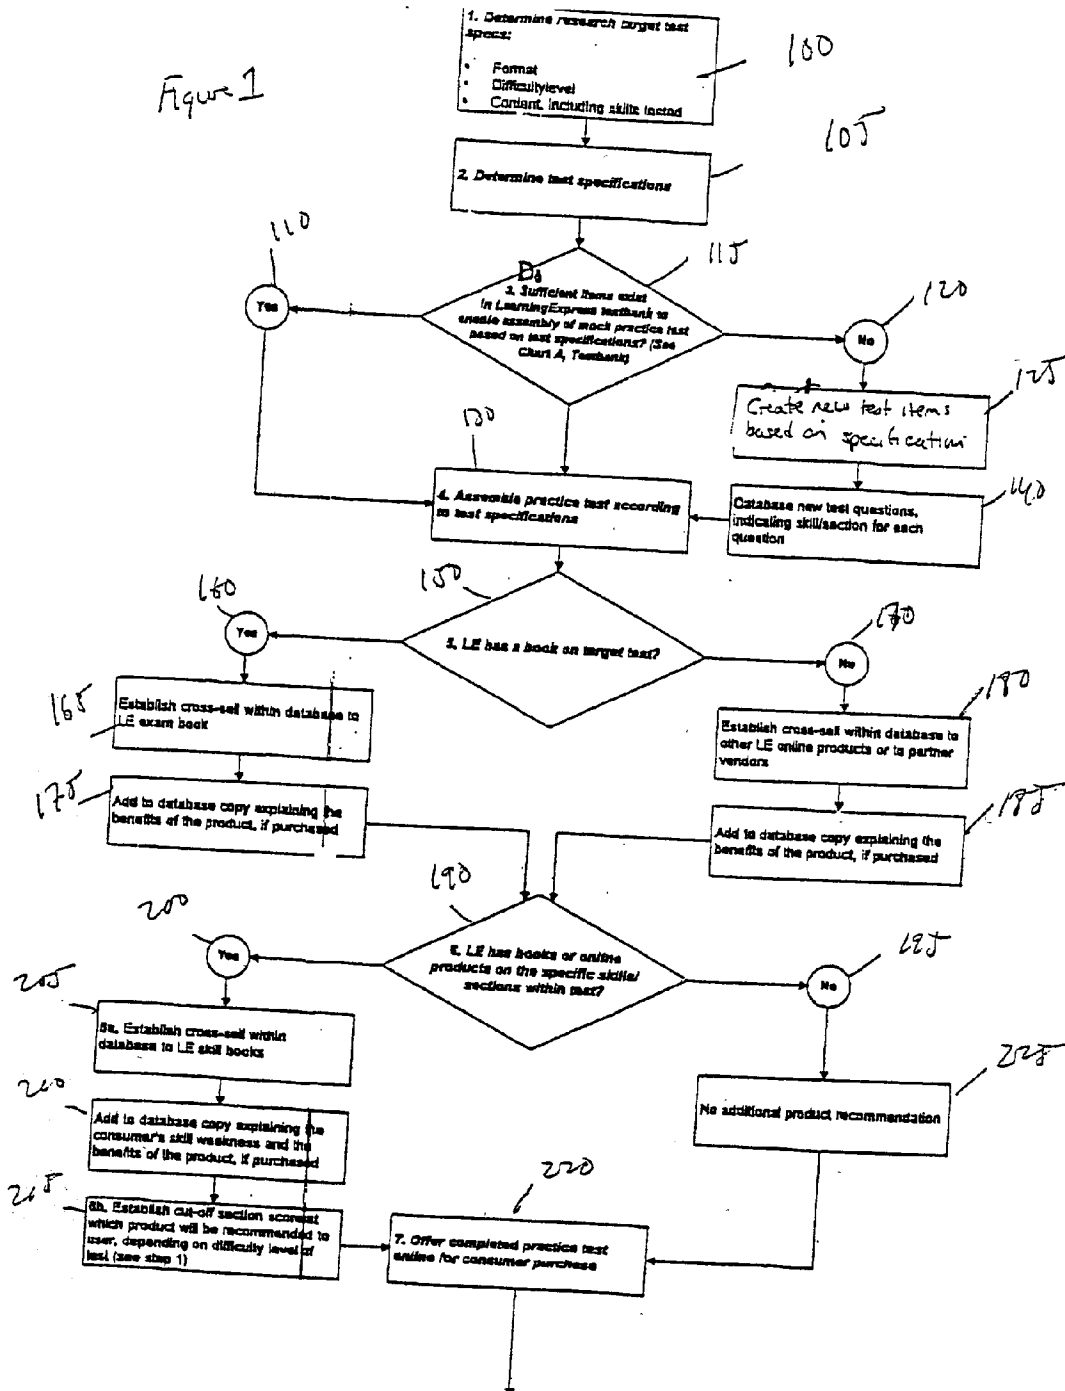 1. Determine research target test
specs:
• Format
• Difficultylevel
• Content, including skills tested
100
Figure 1
2. Determine test specifications
105
110
115
Yes
Do
3. Sufficient items exist
in LearningExpress testbank to
enable assembly of mock practice test
based on test specifications? (See
Chart A, Testbank)
120
No
125
Create new test items
based on specification
130
4. Assemble practice test according
to test specifications
140
Database new test questions,
indicating skill/section for each
question
150
160
Yes
5. LE has a book on target test?
170
No
165
Establish cross-sell within database to
LE exam book
180
Establish cross-sell within database to
other LE online products or to partner
vendors
175
Add to database copy explaining the
benefits of the product, if purchased
185
Add to database copy explaining the
benefits of the product, if purchased
190
200
Yes
6. LE has books or online
products on the specific skills/
sections within test?
195
No
205
6a. Establish cross-sell within
database to LE skill books
225
No additional product recommendation
210
Add to database copy explaining the
consumer's skill weakness and the
benefits of the product, if purchased
215
6b. Establish cut-off section scores at
which product will be recommended to
user, depending on difficulty level of
test (see step 1)
220
7. Offer completed practice test
online for consumer purchase